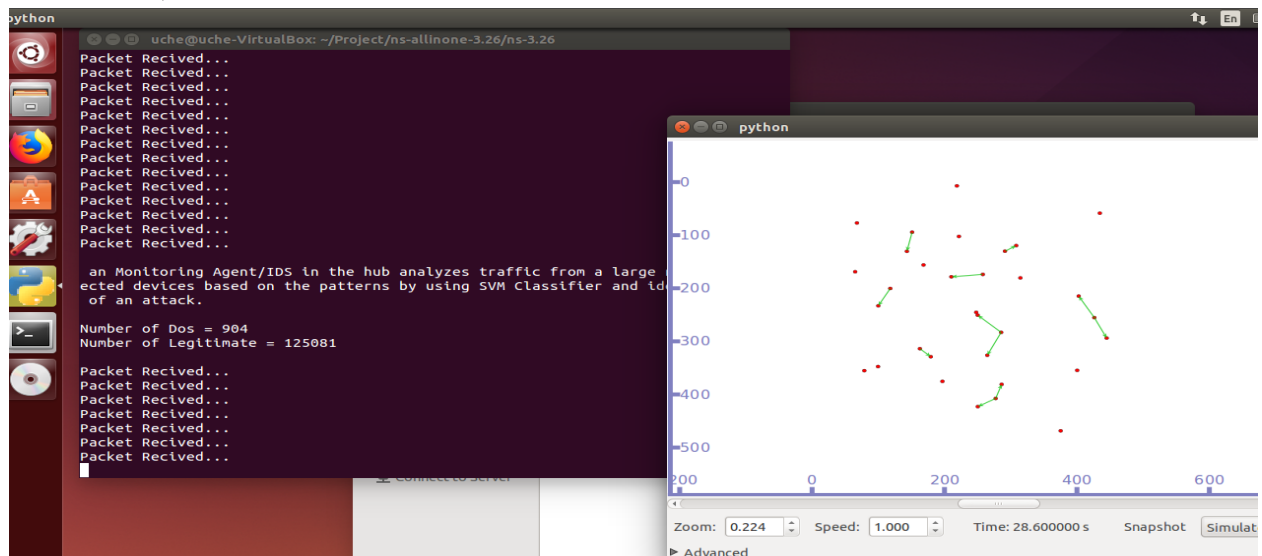 python
En
uche@uche-VirtualBox: ~/Project/ns-allinone-3.26/ns-3.26
Packet Recived...
Packet Recived...
Packet Recived...
Packet Recived...
Packet Recived...
Packet Recived...
Packet Recived...
Packet Recived...
Packet Recived...
Packet Recived...
Packet Recived...
Packet Recived...
Packet Recived...
Packet Recived...
an Monitoring Agent/IDS in the hub analyzes traffic from a large
ected devices based on the patterns by using SVM Classifier and
of an attack.
Number of Dos = 904
Number of Legitimate = 125081
Packet Recived...
Packet Recived...
Packet Recived...
Packet Recived...
Packet Recived...
Packet Recived...
Packet Recived...
Connect to Server
python
0
100
200
300
400
500
200 0 200 400 600
Zoom: 0.224 Speed: 1.000 Time: 28.600000 s Snapshot Simulat
Advanced